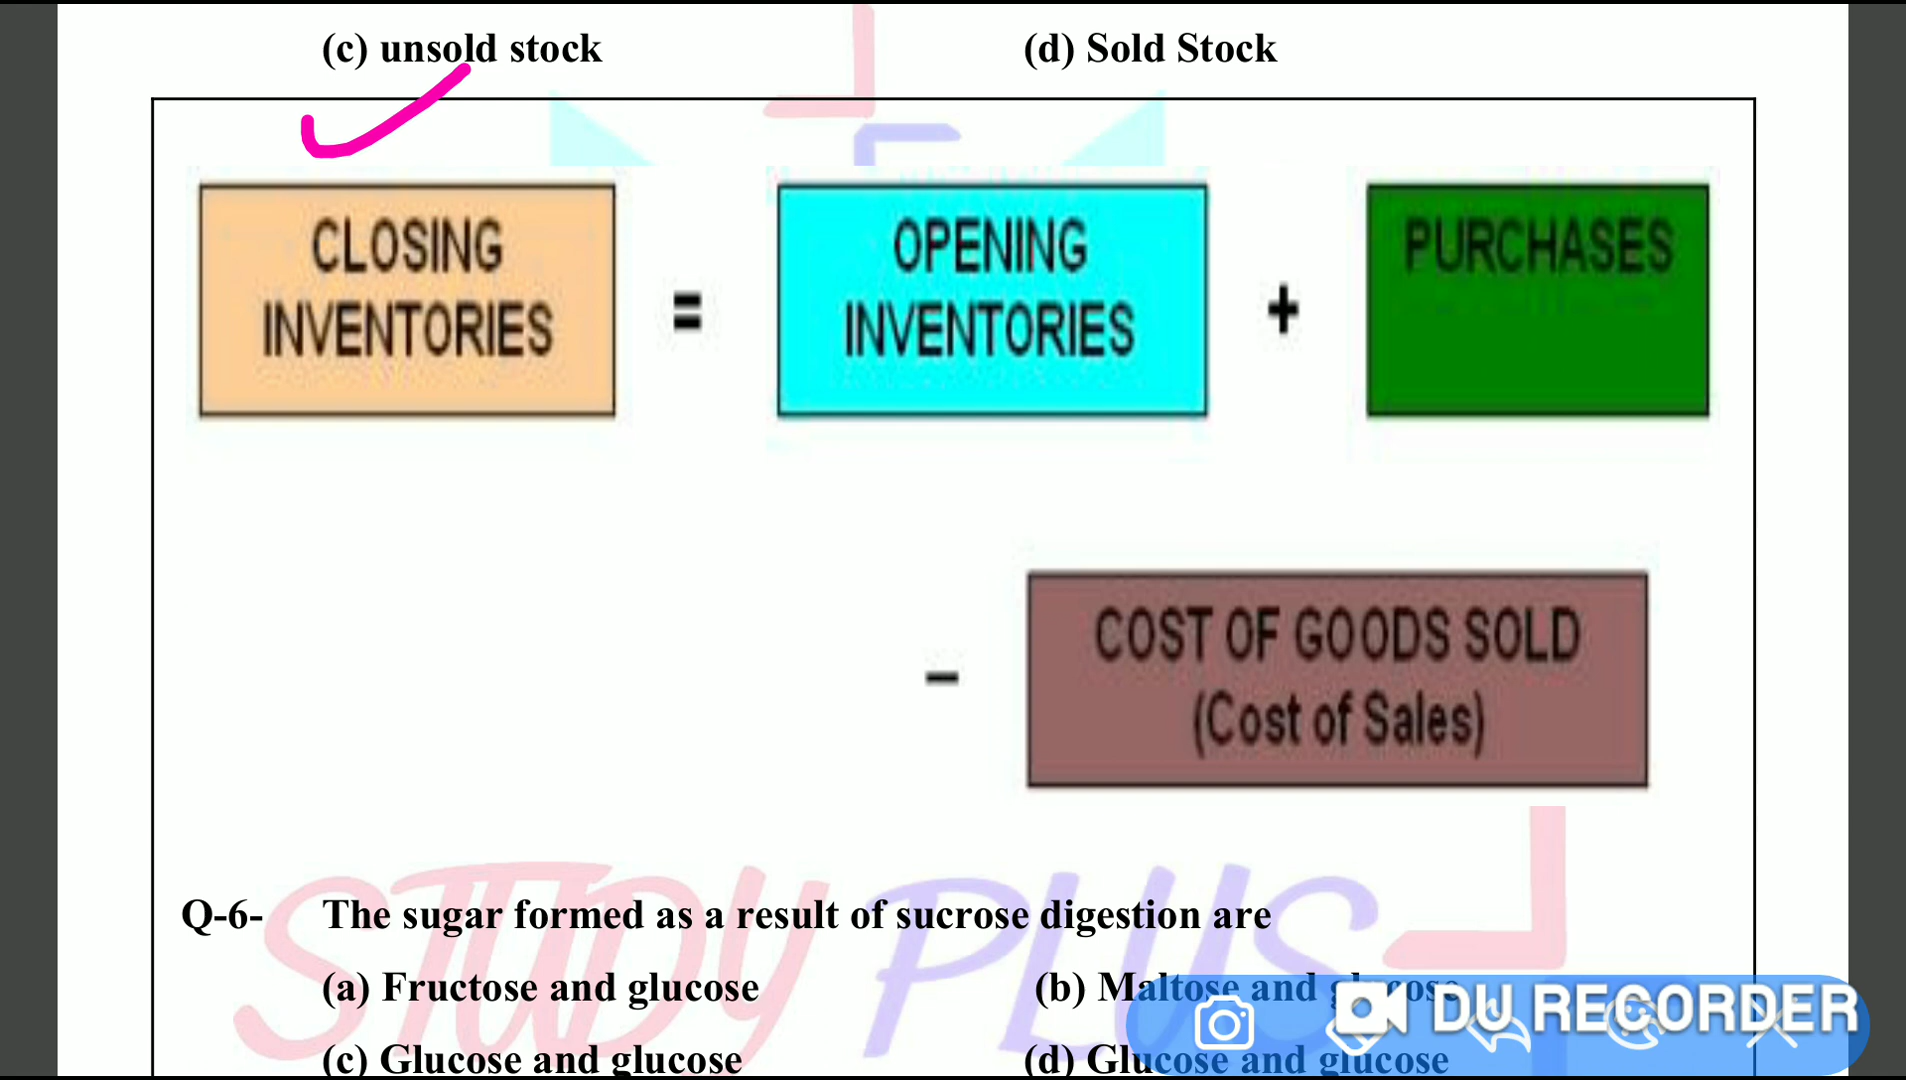 (c) unsold stock (d) Sold Stock
CLOSING INVENTORIES = OPENING INVENTORIES + PURCHASES
- COST OF GOODS SOLD
(Cost of Sales)
STUDY PLUS
Q-6- The sugar formed as a result of sucrose digestion are
(a) Fructose and glucose (b) Maltose and glucose
DU RECORDER
(c) Glucose and glucose (d) Glucose and glucose